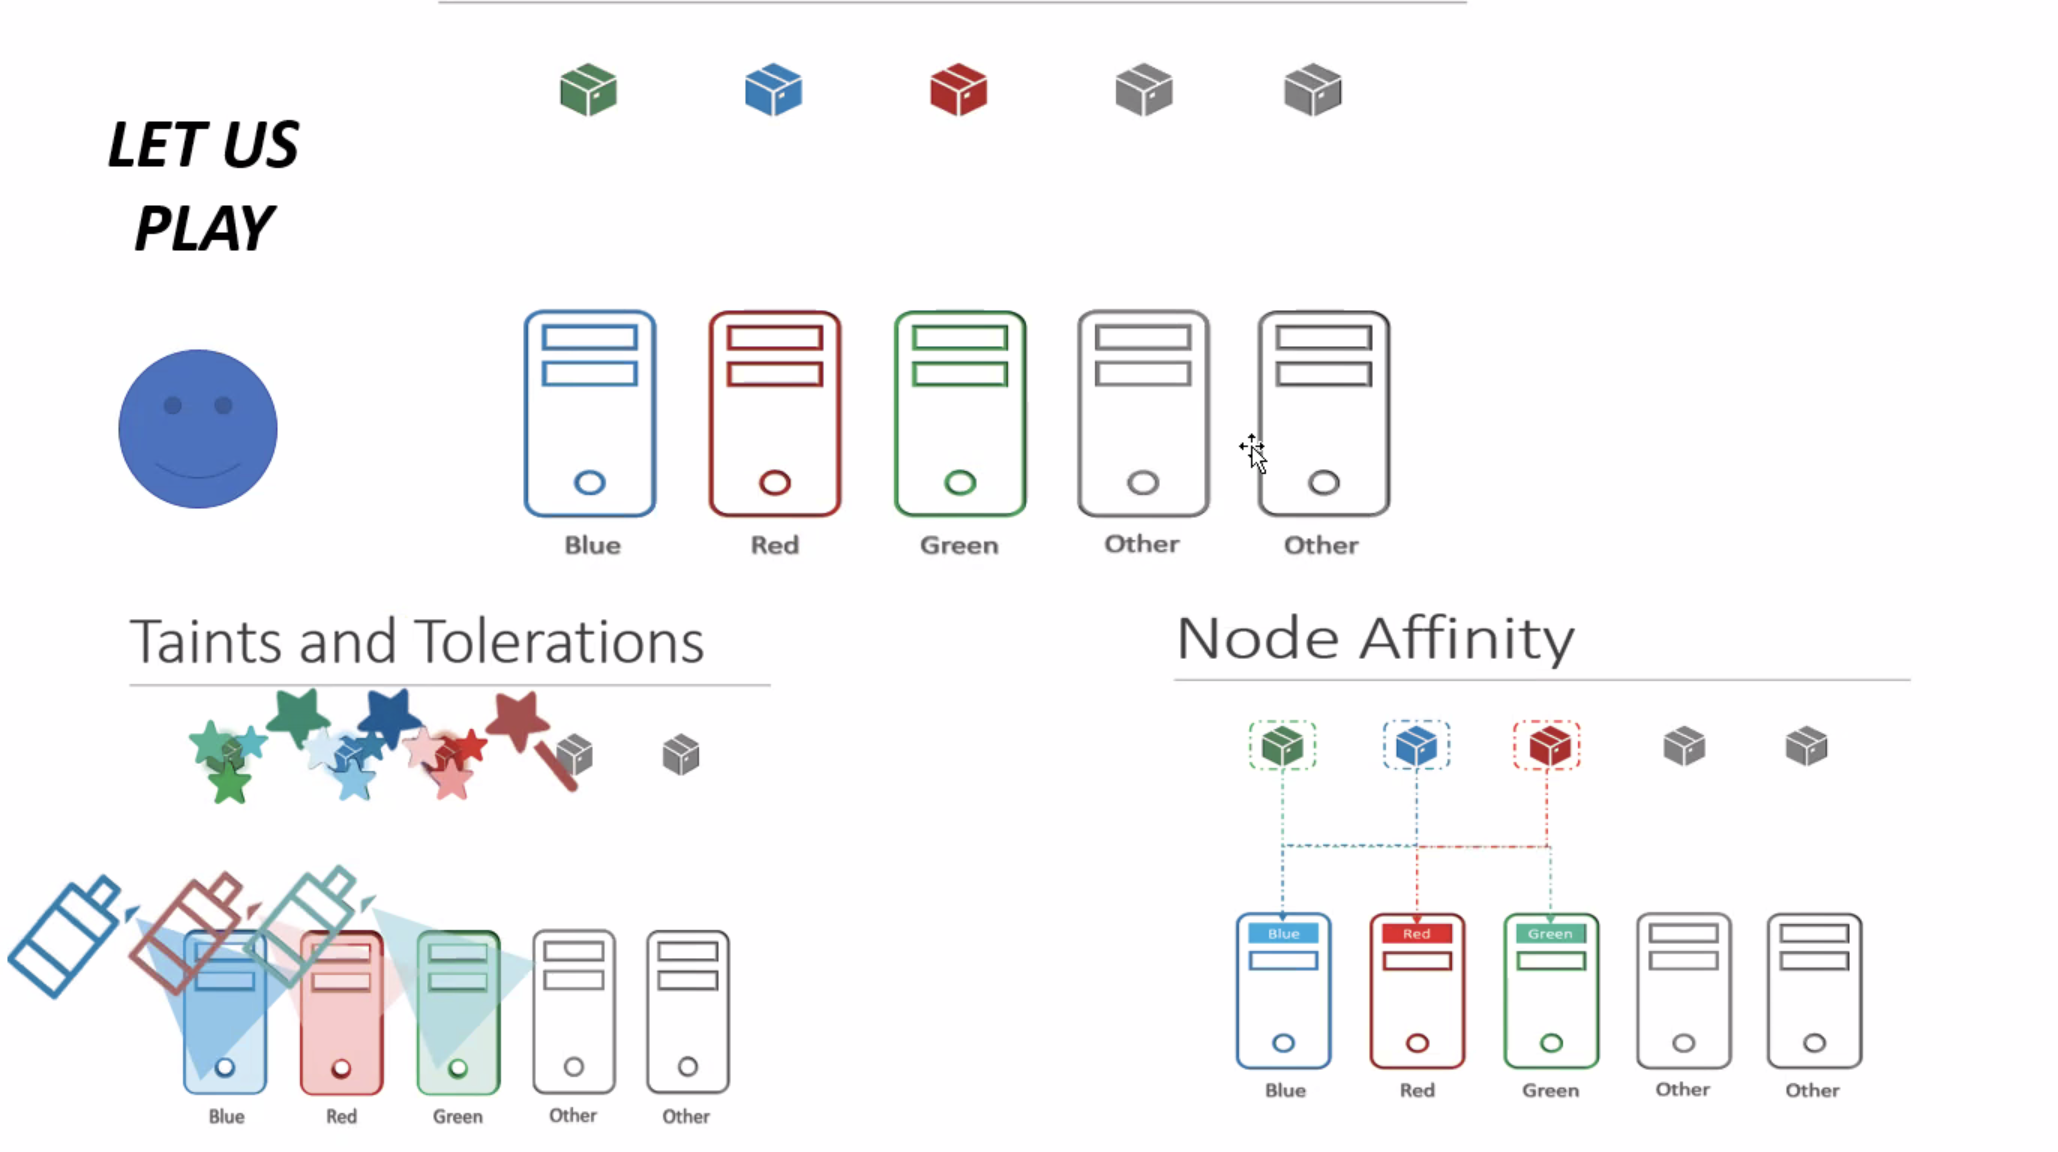 LET US
PLAY
Blue
Red
Green
Other
Other
Taints and Tolerations
Blue
Red
Green
Other
Other
Node Affinity
Blue
Red
Green
Blue
Red
Green
Other
Other